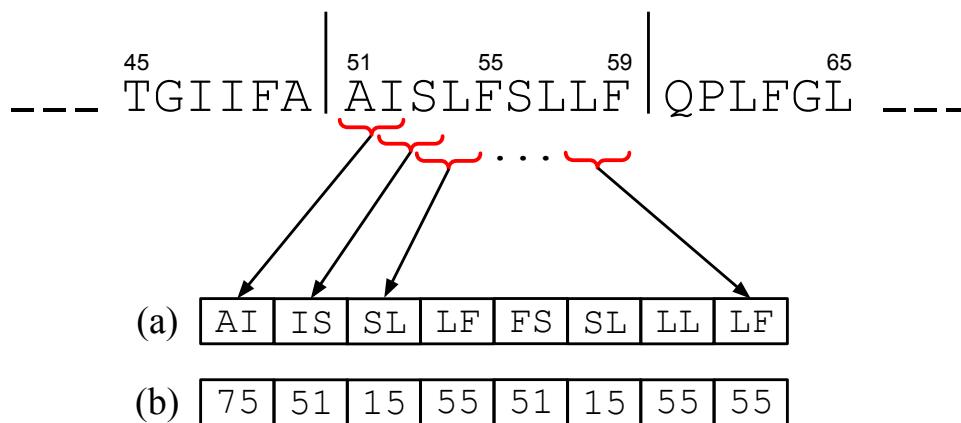 45 51 55 59 65
TGIIFA AISLFSLLF QPLFGL
. . .
(a) AI IS SL LF FS SL LL LF
(b) 75 51 15 55 51 15 55 55